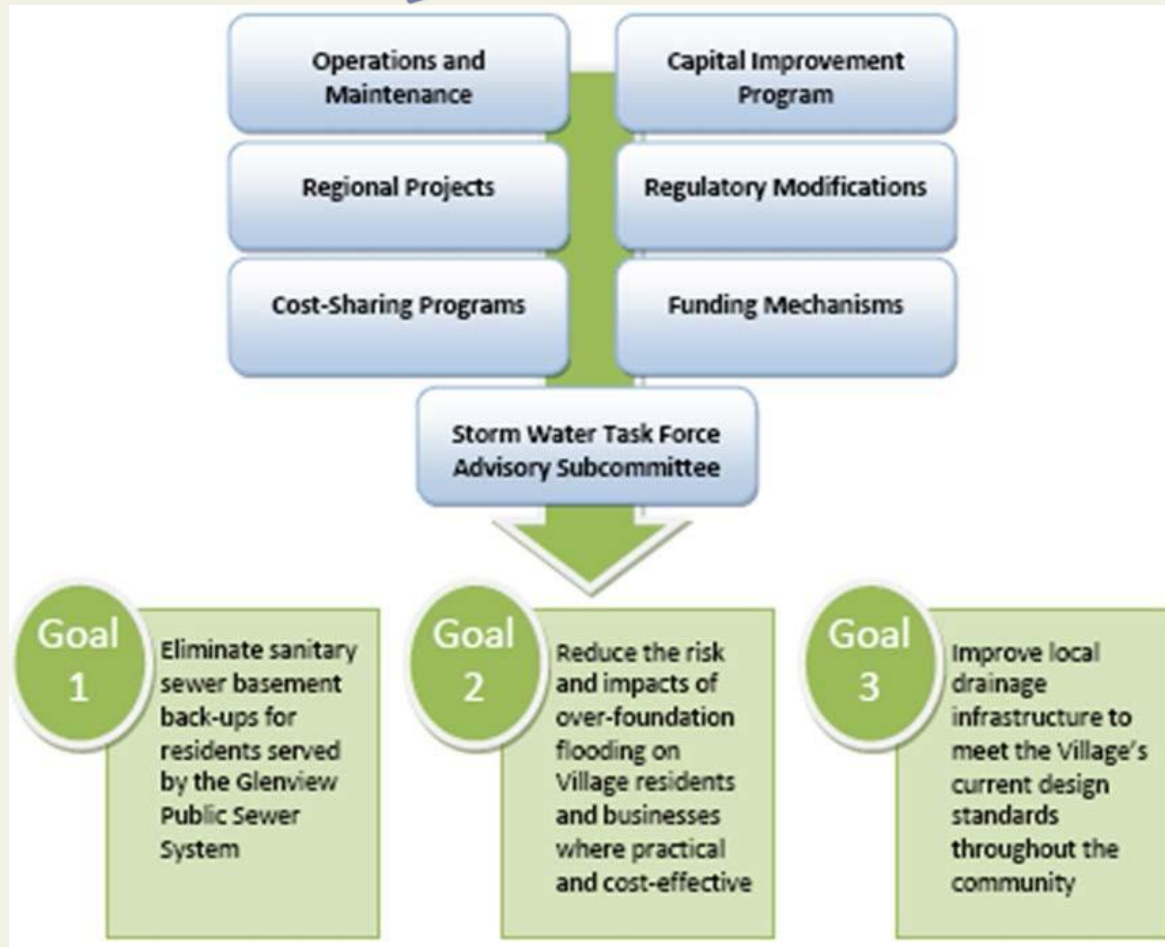 Operations and
Maintenance
Capital Improvement
Program
Regional Projects
Regulatory Modifications
Cost-Sharing Programs
Funding Mechanisms
Storm Water Task Force
Advisory Subcommittee
Goal
1
Eliminate sanitary
sewer basement
back-ups for
residents served
by the Glenview
Public Sewer
System
Goal
2
Reduce the risk
and impacts of
over-foundation
flooding on
Village residents
and businesses
where practical
and cost-effective
Goal
3
Improve local
drainage
infrastructure to
meet the Village's
current design
standards
throughout the
community